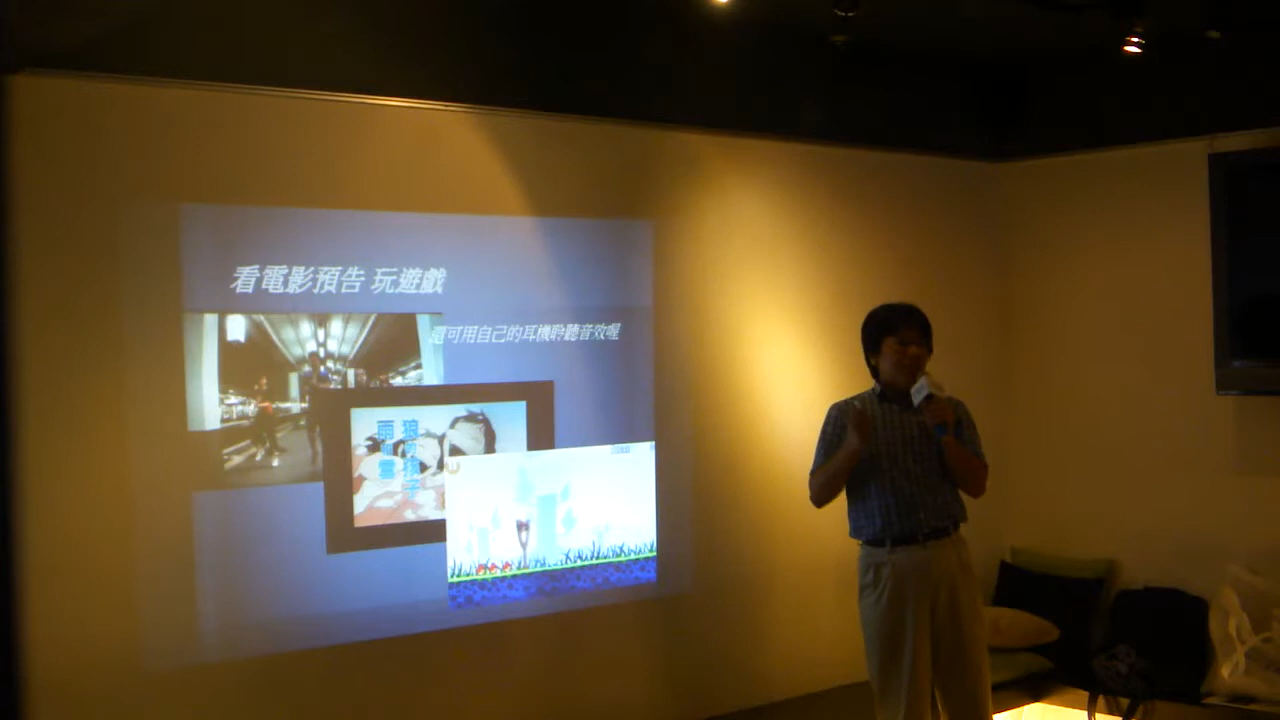 看電影預告 玩遊戲
還可用自己的耳機聆聽音效喔
狼的孩子
雨和雪